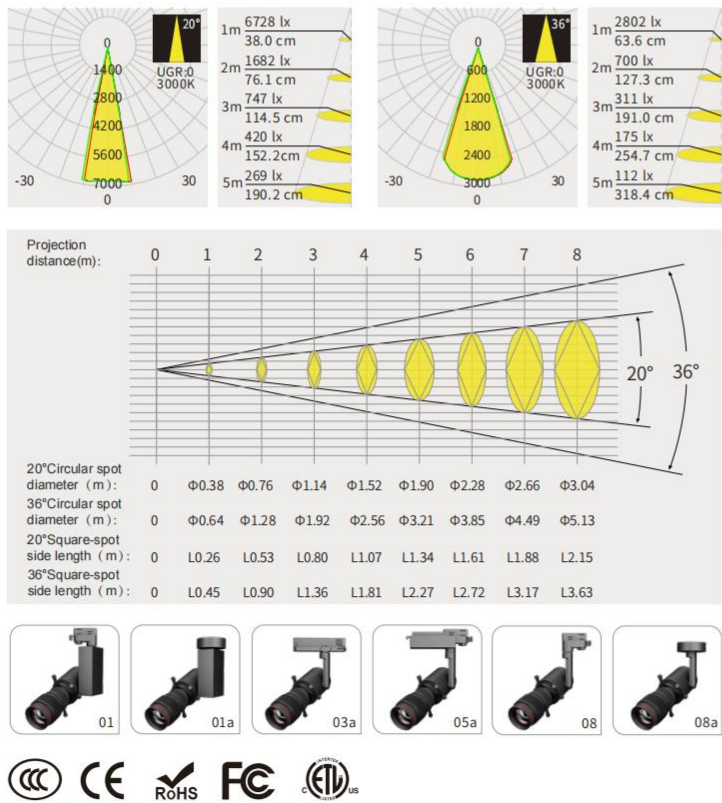 20°
0
1400
2800
4200
5600
7000
-30
30
0
UGR:0
3000K
1m 6728 lx
38.0 cm
2m 1682 lx
76.1 cm
3m 747 lx
114.5 cm
4m 420 lx
152.2cm
5m 269 lx
190.2 cm
36°
0
600
1200
1800
2400
3000
-30
30
0
UGR:0
3000K
1m 2802 lx
63.6 cm
2m 700 lx
127.3 cm
3m 311 lx
191.0 cm
4m 175 lx
254.7 cm
5m 112 lx
318.4 cm
Projection
distance(m): 0 1 2 3 4 5 6 7 8
20° 36°
20°Circular spot
diameter（m）: 0 Φ0.38 Φ0.76 Φ1.14 Φ1.52 Φ1.90 Φ2.28 Φ2.66 Φ3.04
36°Circular spot
diameter（m）: 0 Φ0.64 Φ1.28 Φ1.92 Φ2.56 Φ3.21 Φ3.85 Φ4.49 Φ5.13
20°Square-spot
side length（m）: 0 L0.26 L0.53 L0.80 L1.07 L1.34 L1.61 L1.88 L2.15
36°Square-spot
side length（m）: 0 L0.45 L0.90 L1.36 L1.81 L2.27 L2.72 L3.17 L3.63
01 01a 03a 05a 08 08a
CCC CE RoHS FC INTERTEK c ETL us LISTED